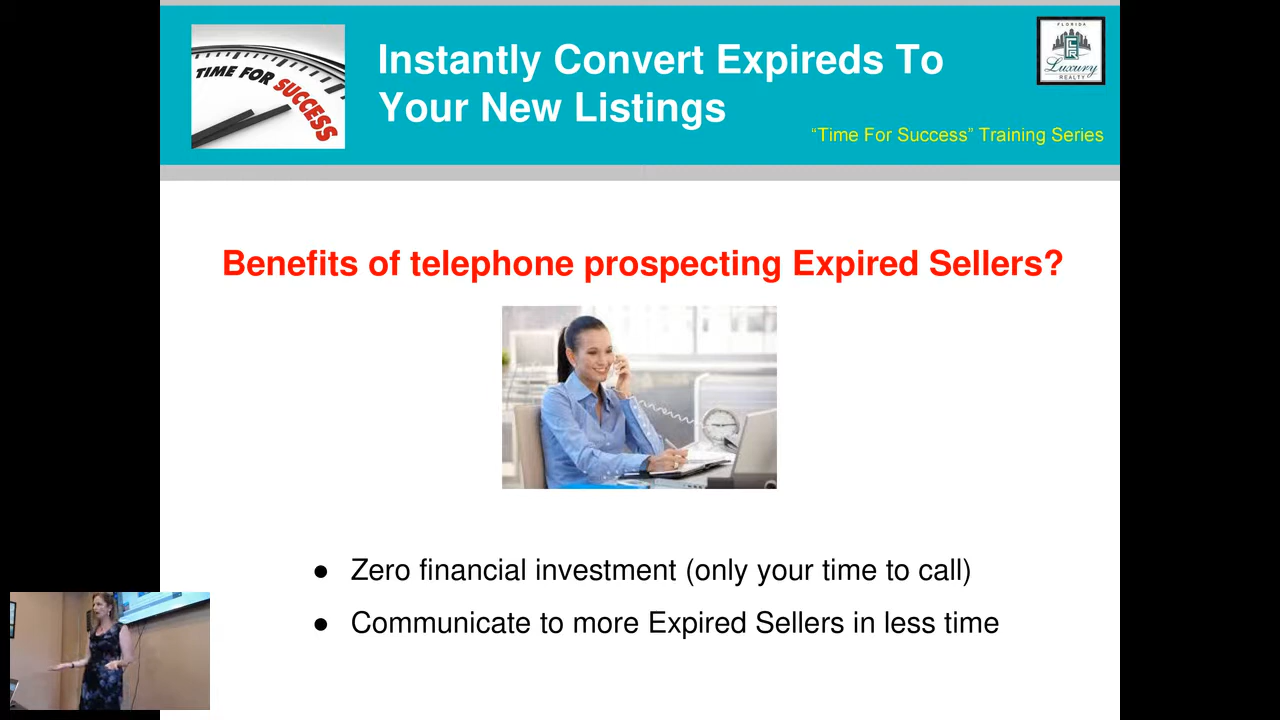 TIME FOR SUCCESS
Instantly Convert Expireds To
Your New Listings
FLORIDA
Luxury
REALTY
“Time For Success” Training Series
Benefits of telephone prospecting Expired Sellers?
● Zero financial investment (only your time to call)
● Communicate to more Expired Sellers in less time